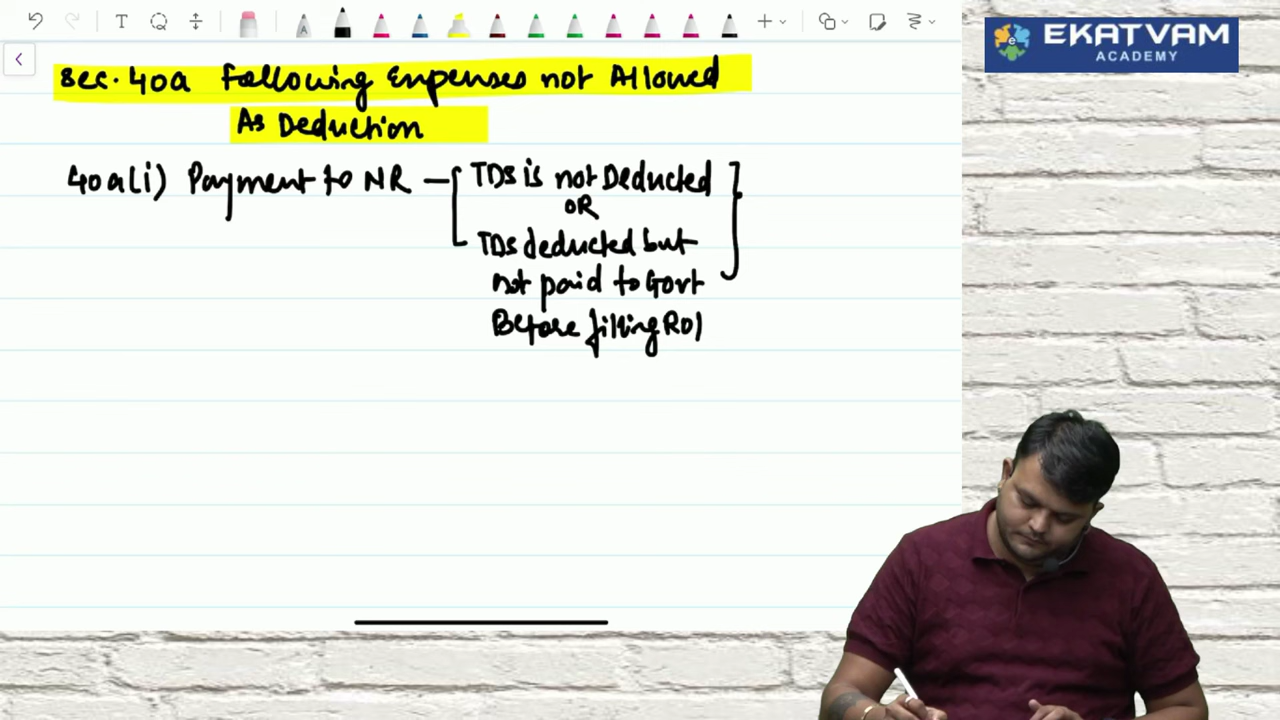 EKATVAM
ACADEMY
Sec. 40a Following Expenses not Allowed
As Deduction
40a(i) Payment to NR - TDS is not Deducted
OR
TDS deducted but
not paid to Govt
Before filling ROI